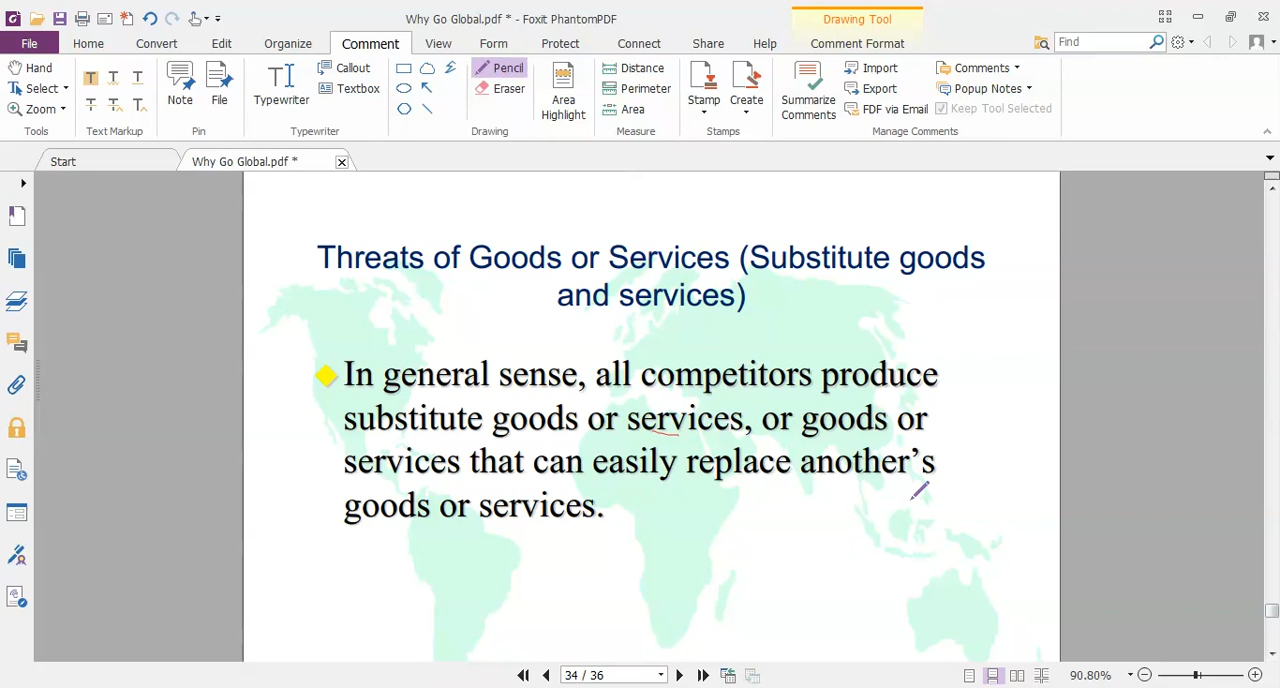 Why Go Global.pdf * - Foxit PhantomPDF
Drawing Tool
File Home Convert Edit Organize Comment View Form Protect Connect Share Help Comment Format Find
Hand
Select
Zoom
Tools
Text Markup
Note
File
Pin
Typewriter
Callout
Textbox
Typewriter
Pencil
Eraser
Drawing
Area
Highlight
Distance
Perimeter
Area
Measure
Stamp
Create
Stamps
Summarize
Comments
Import
Export
FDF via Email
Comments
Popup Notes
Keep Tool Selected
Manage Comments
Start
Why Go Global.pdf *
Threats of Goods or Services (Substitute goods
and services)
In general sense, all competitors produce
substitute goods or services, or goods or
services that can easily replace another's
goods or services.
34 / 36
90.80%